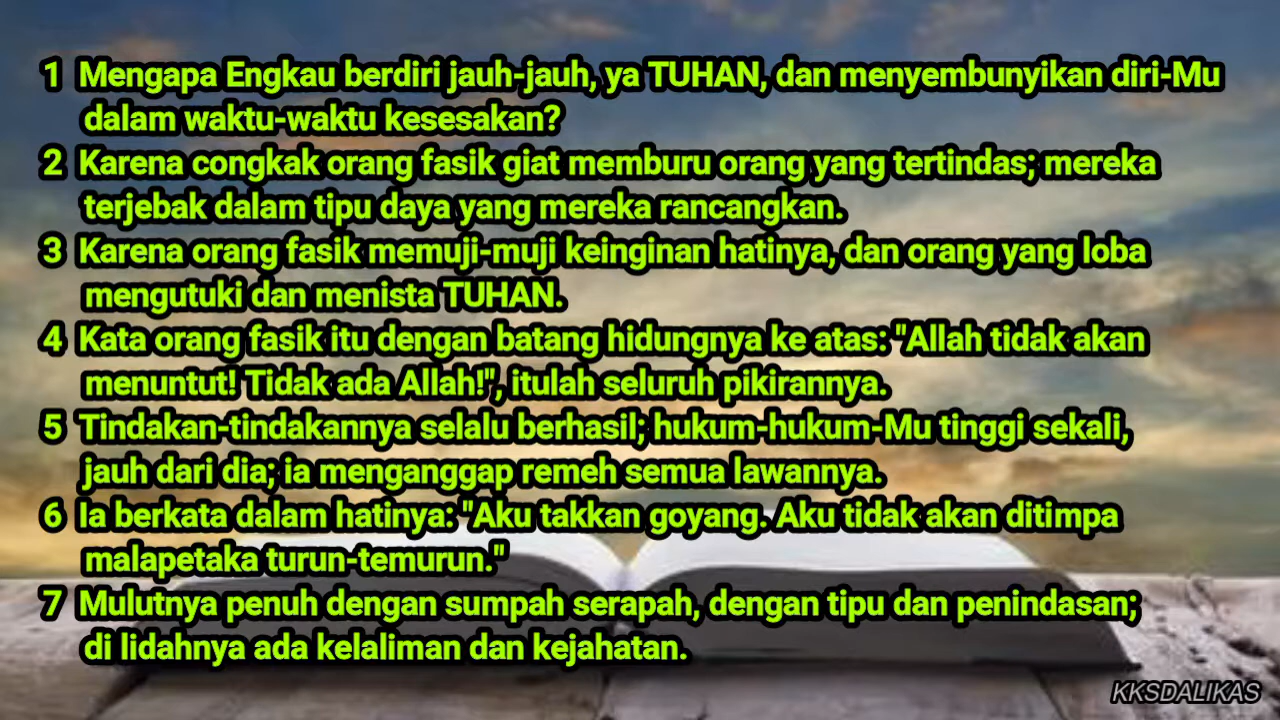 1 Mengapa Engkau berdiri jauh-jauh, ya TUHAN, dan menyembunyikan diri-Mu
dalam waktu-waktu kesesakan?
2 Karena congkak orang fasik giat memburu orang yang tertindas; mereka
terjebak dalam tipu daya yang mereka rancangkan.
3 Karena orang fasik memuji-muji keinginan hatinya, dan orang yang loba
mengutuki dan menista TUHAN.
4 Kata orang fasik itu dengan batang hidungnya ke atas: "Allah tidak akan
menuntut! Tidak ada Allah!", itulah seluruh pikirannya.
5 Tindakan-tindakannya selalu berhasil; hukum-hukum-Mu tinggi sekali,
jauh dari dia; ia menganggap remeh semua lawannya.
6 Ia berkata dalam hatinya: "Aku takkan goyang. Aku tidak akan ditimpa
malapetaka turun-temurun."
7 Mulutnya penuh dengan sumpah serapah, dengan tipu dan penindasan;
di lidahnya ada kelaliman dan kejahatan.
KKSDALIKAS